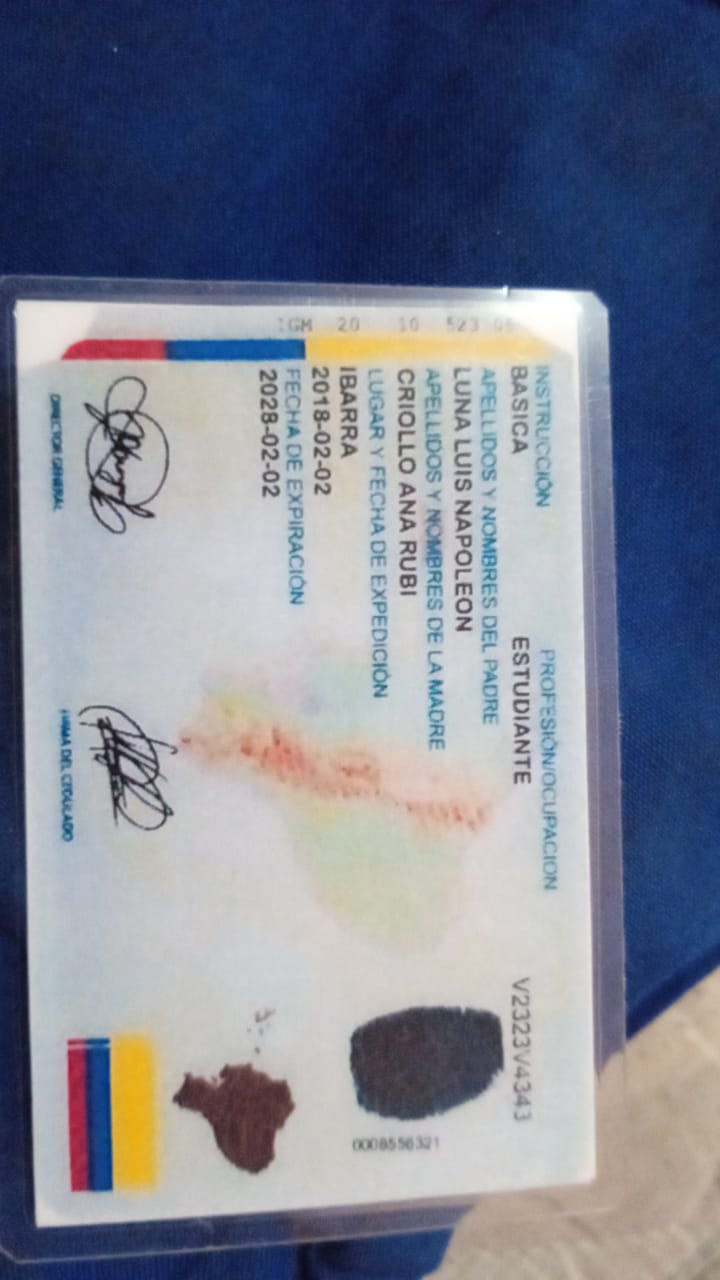 INSTRUCCIÓN PROFESIÓN/OCUPACIÓN
BASICA ESTUDIANTE V2323V4343
APELLIDOS Y NOMBRES DEL PADRE
LUNA LUIS NAPOLEON
APELLIDOS Y NOMBRES DE LA MADRE
CRIOLLO ANA RUBI
LUGAR Y FECHA DE EXPEDICIÓN
IBARRA
2018-02-02
FECHA DE EXPIRACIÓN
2028-02-02
IGM 20 10 523
0008556321
DIRECTOR GENERAL
FIRMA DEL CEDULADO